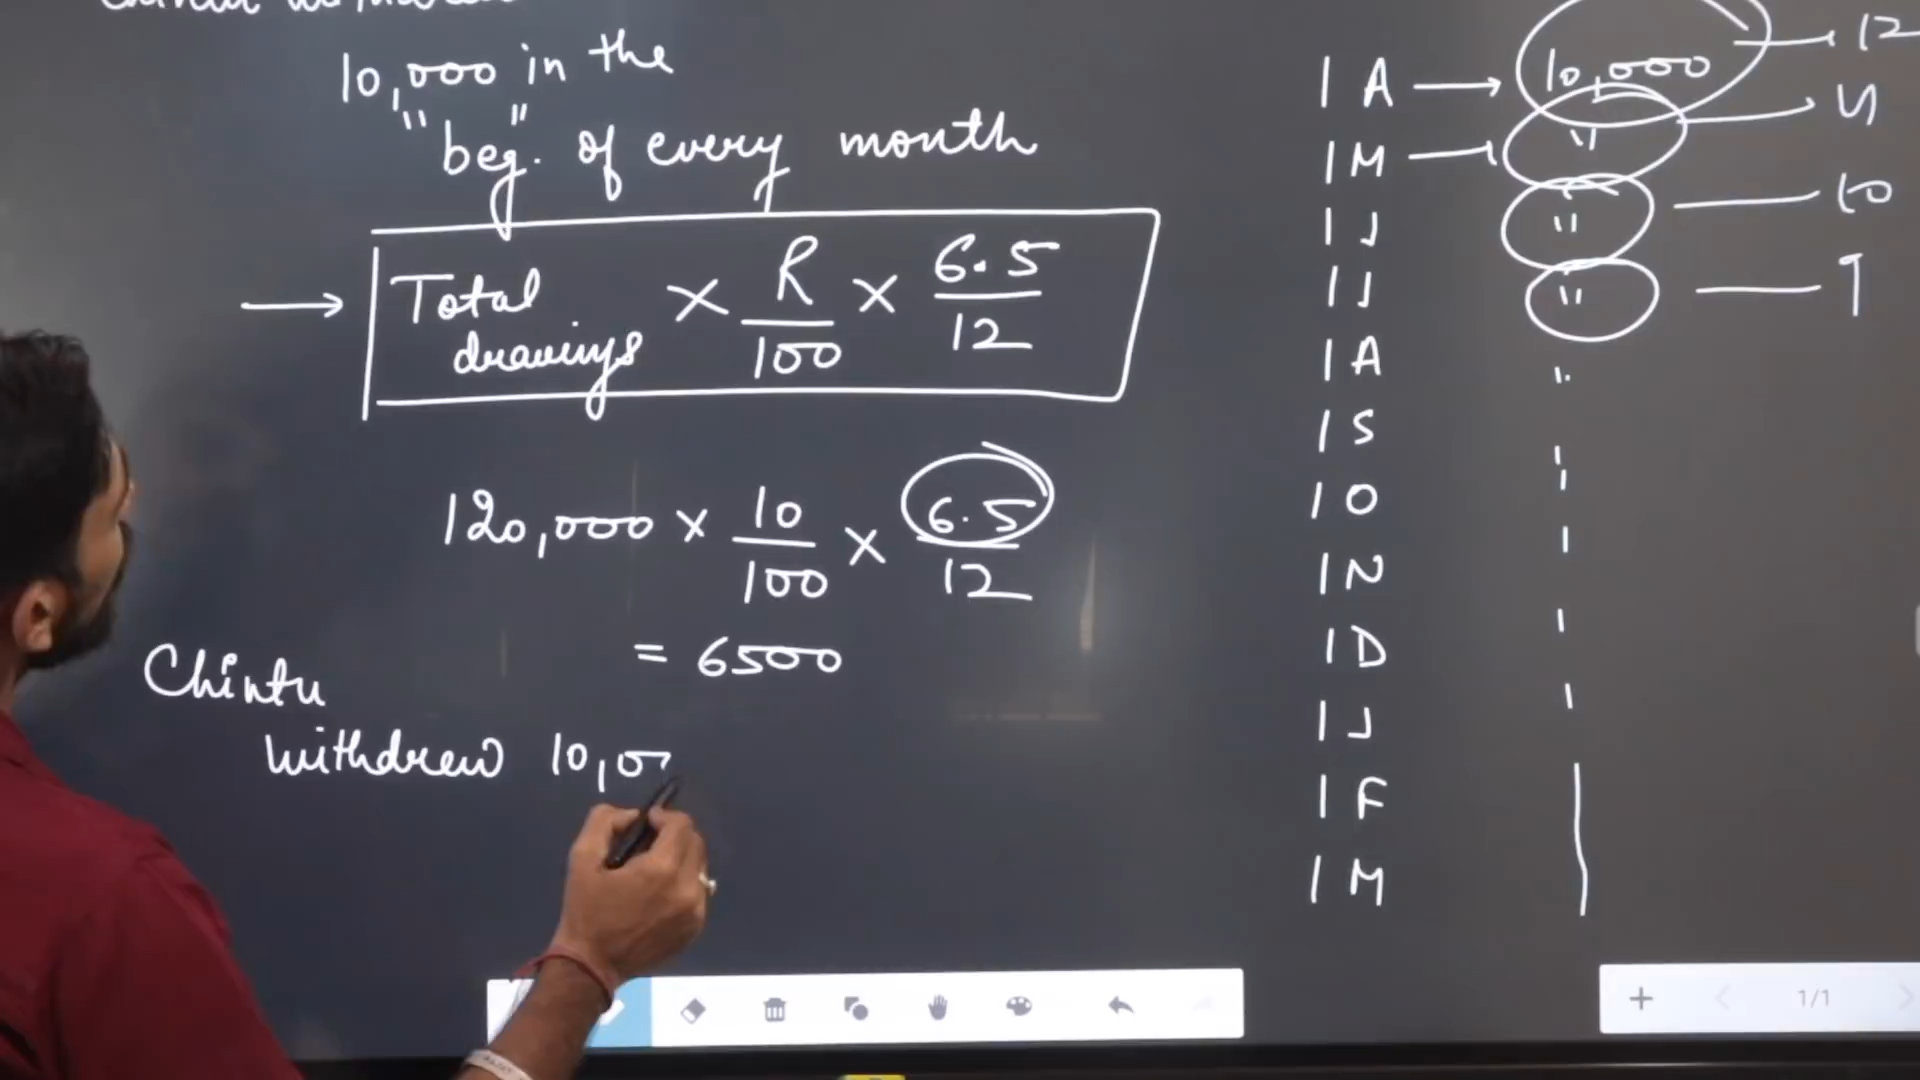 10,000 in the
"beg." of every month
→ Total drawings × R/100 × 6.5/12
120,000 × 10/100 × 6.5/12
= 6500
Chintu
withdrew 10,0
1 A → 10,000 — 12
1 M — " — 11
1 J " — 10
1 J " — 9
1 A "
1 S
1 O
1 N
1 D
1 J
1 F
1 M
1/1